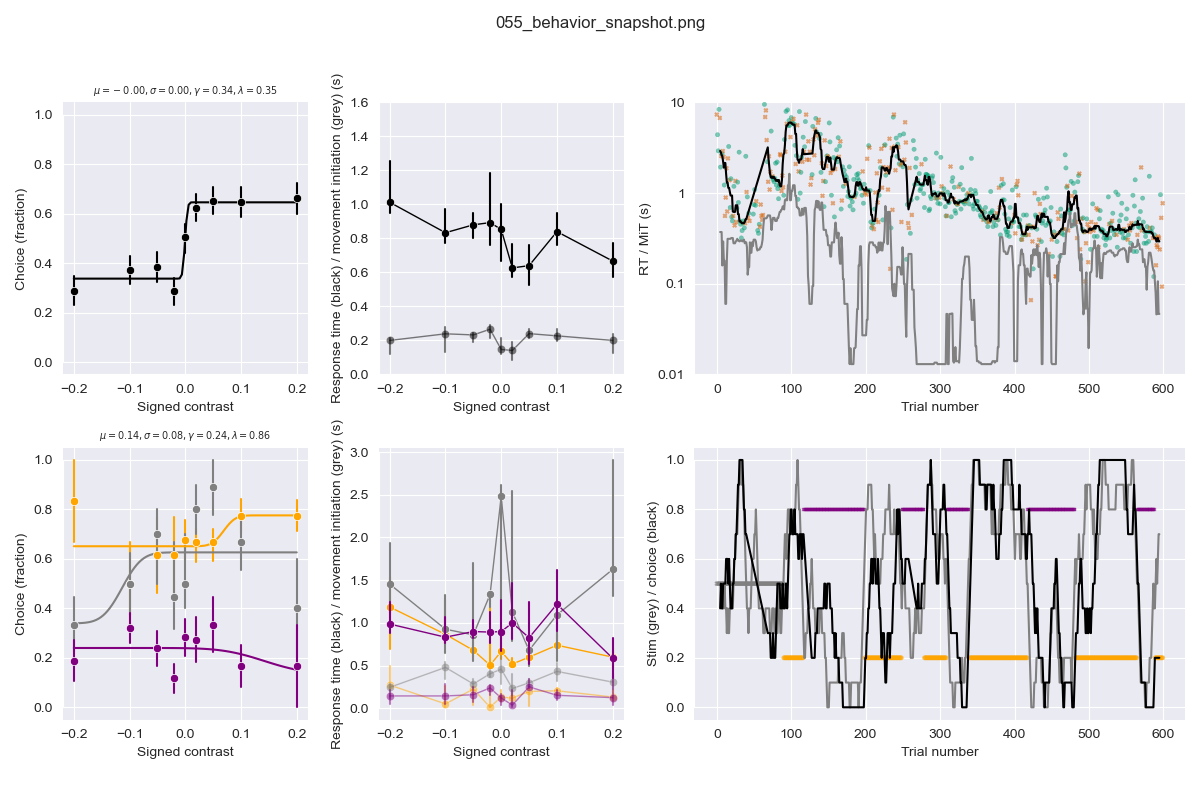 055_behavior_snapshot.png
μ = − 0.00, σ = 0.00, γ = 0.34, λ = 0.35
Choice (fraction)
1.0
0.8
0.6
0.4
0.2
0.0
−0.2 −0.1 0.0 0.1 0.2
Signed contrast
Response time (black) / movement initiation (grey) (s)
1.6
1.4
1.2
1.0
0.8
0.6
0.4
0.2
0.0
−0.2 −0.1 0.0 0.1 0.2
Signed contrast
RT / MiT (s)
10
1
0.1
0.01
0 100 200 300 400 500 600
Trial number
μ = 0.14, σ = 0.08, γ = 0.24, λ = 0.86
Choice (fraction)
1.0
0.8
0.6
0.4
0.2
0.0
−0.2 −0.1 0.0 0.1 0.2
Signed contrast
Response time (black) / movement initiation (grey) (s)
3.0
2.5
2.0
1.5
1.0
0.5
0.0
−0.2 −0.1 0.0 0.1 0.2
Signed contrast
Stim (grey) / choice (black)
1.0
0.8
0.6
0.4
0.2
0.0
0 100 200 300 400 500 600
Trial number